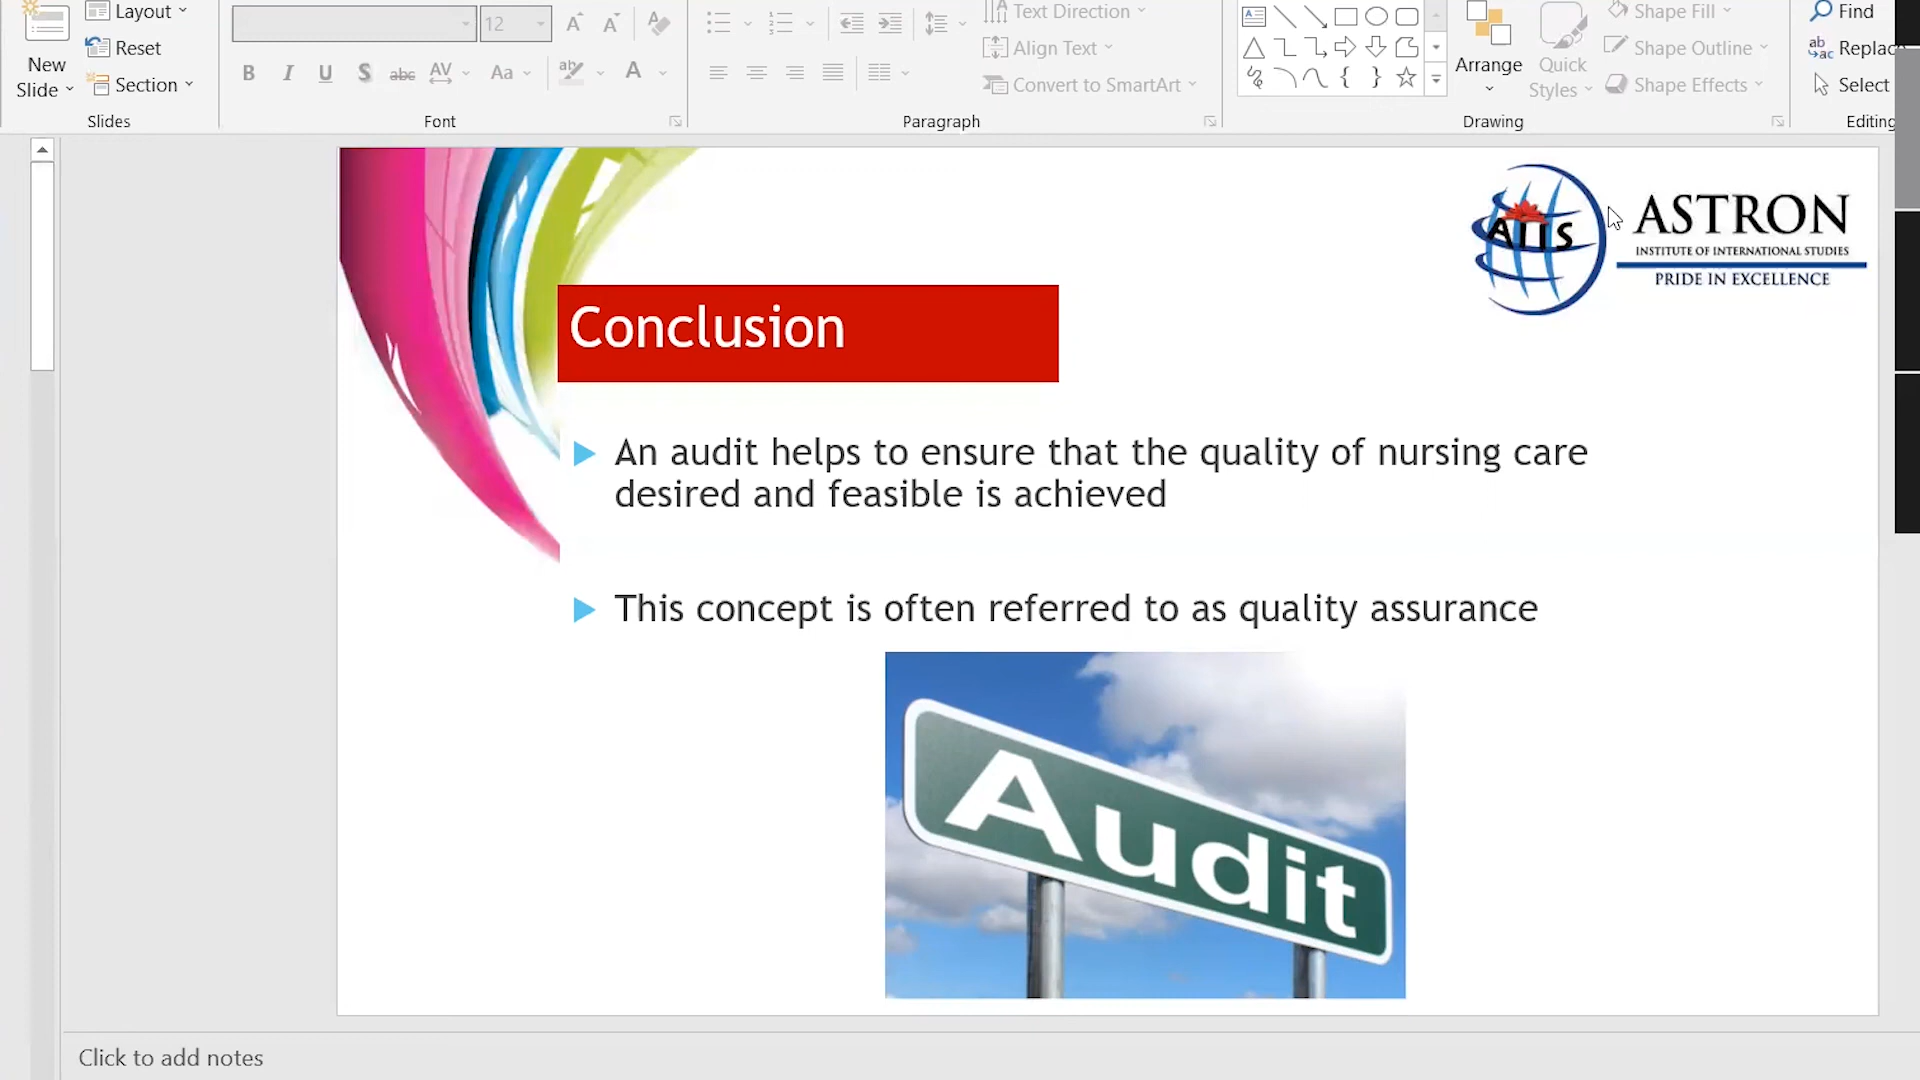 Layout
Reset
New
Slide
Section
Slides
12
B I U S abc AV Aa
Font
Text Direction
Align Text
Convert to SmartArt
Paragraph
Arrange
Quick
Styles
Shape Fill
Shape Outline
Shape Effects
Drawing
Find
Replac
Select
Editing
AIIS
ASTRON
INSTITUTE OF INTERNATIONAL STUDIES
PRIDE IN EXCELLENCE
Conclusion
An audit helps to ensure that the quality of nursing care
desired and feasible is achieved
This concept is often referred to as quality assurance
Audit
Click to add notes